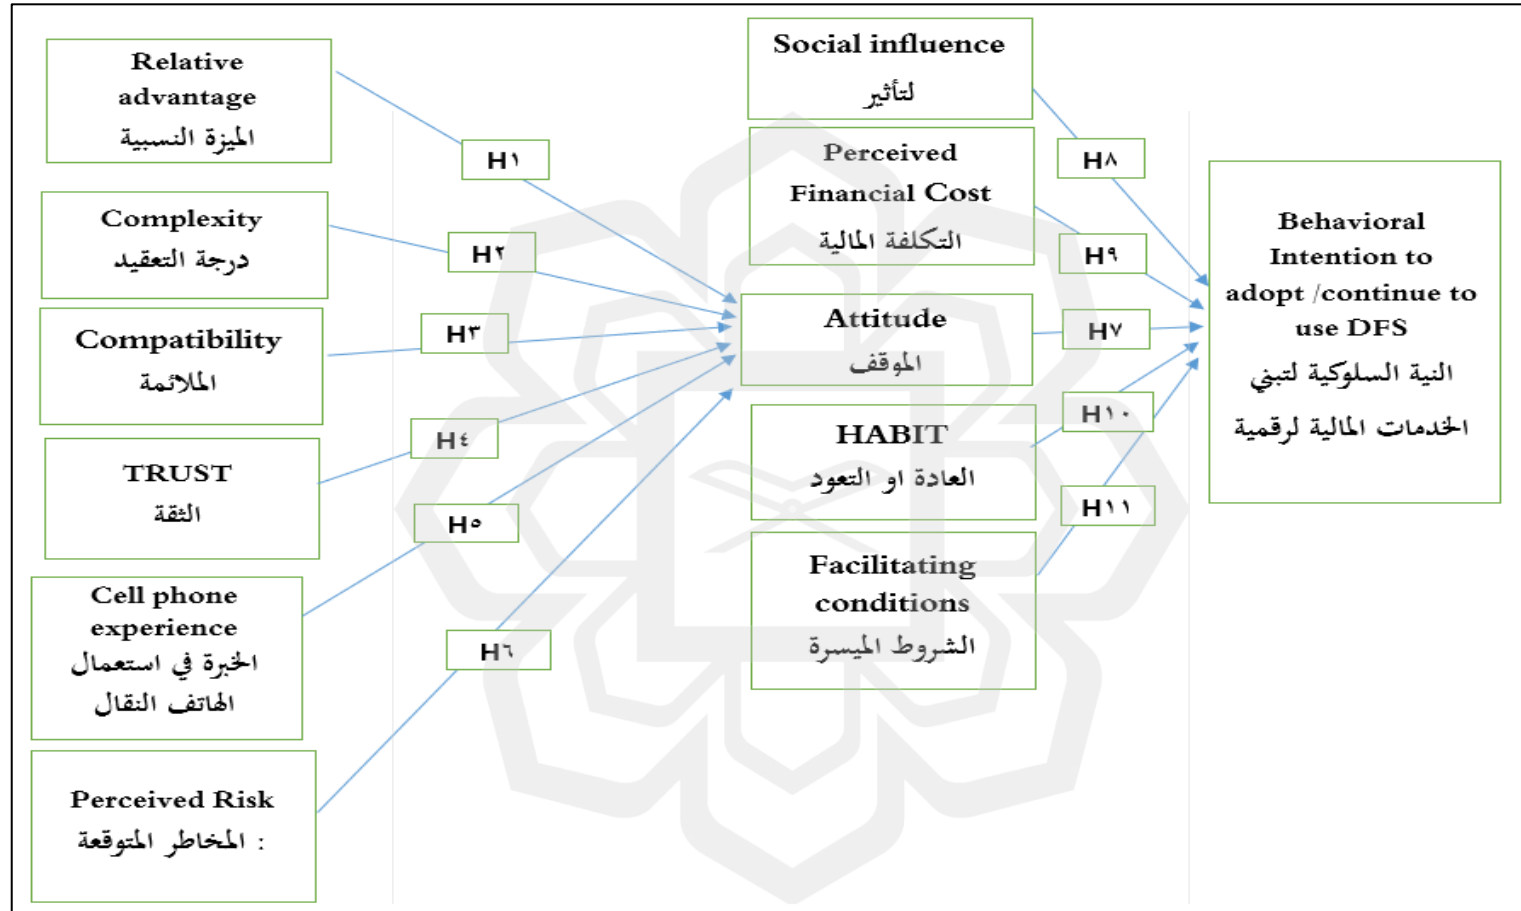 Relative
advantage
الميزة النسبية
H١
Complexity
درجة التعقيد
H٢
Compatibility
الملائمة
H٣
TRUST
الثقة
H٤
Cell phone
experience
الخبرة في استعمال
الهاتف النقال
H٥
Perceived Risk
المخاطر المتوقعة :
H٦
Social influence
لتأثير
H٨
Perceived
Financial Cost
التكلفة المالية
H٩
Attitude
الموقف
H٧
HABIT
العادة او التعود
H١٠
Facilitating
conditions
الشروط الميسرة
H١١
Behavioral
Intention to
adopt /continue to
use DFS
النية السلوكية لتبني
الخدمات المالية لرقمية